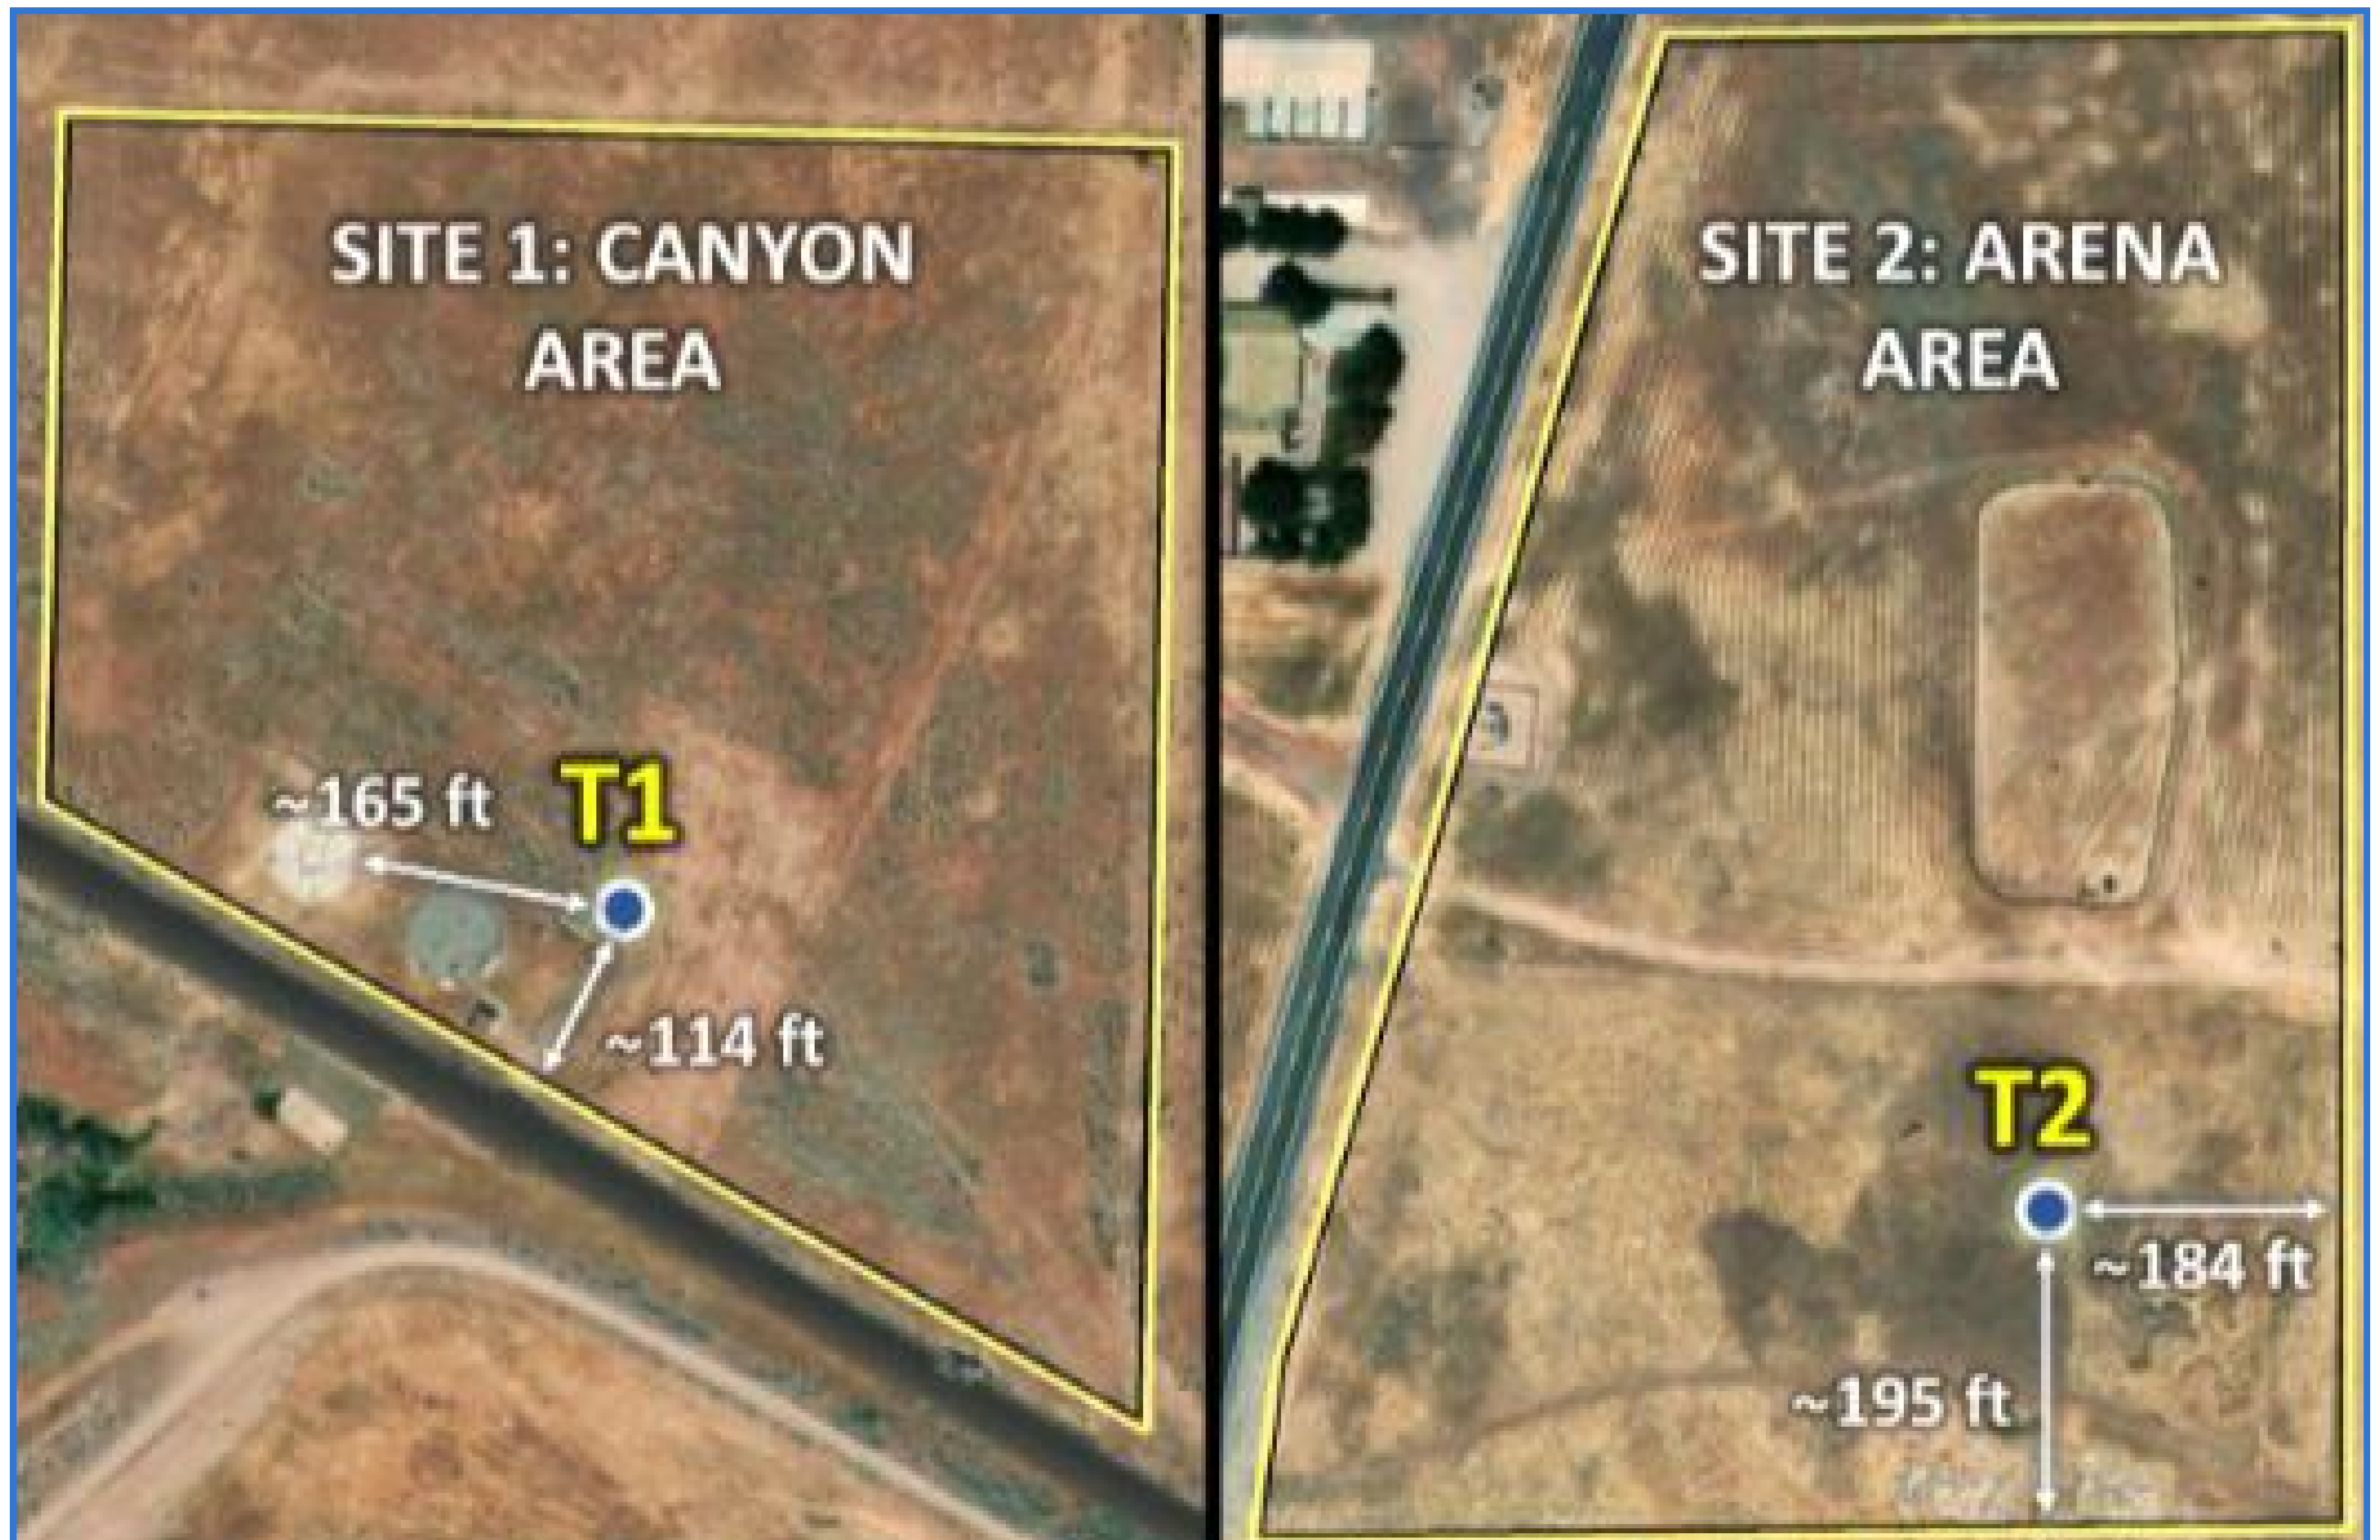 SITE 1: CANYON
AREA
~165 ft
T1
~114 ft
SITE 2: ARENA
AREA
T2
~184 ft
~195 ft